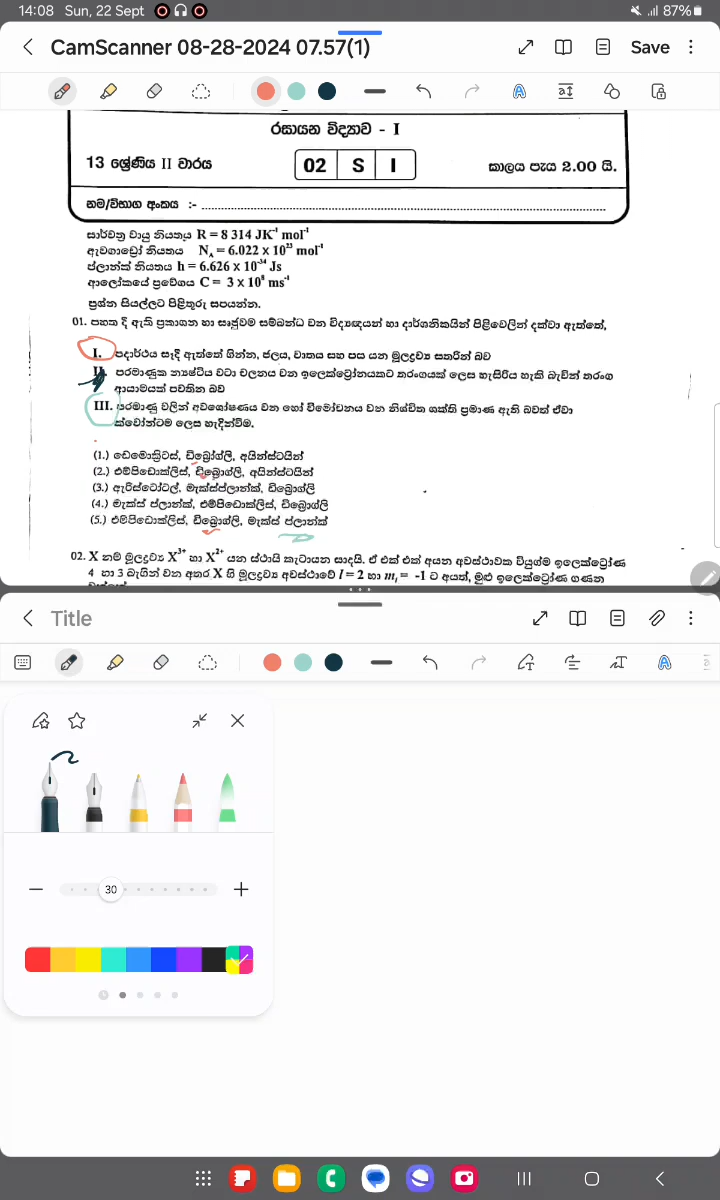 14:08 Sun, 22 Sept
87%
CamScanner 08-28-2024 07.57(1)
Save
රසායන විද්‍යාව - I
13 ශ්‍රේණිය II වාරය
02 S I
කාලය පැය 2.00 යි.
නම/විභාග අංකය :-
සාර්වත්‍ර වායු නියතය R = 8 314 JK⁻¹ mol⁻¹
ඇවගාඩ්රෝ නියතය N_A = 6.022 x 10²³ mol⁻¹
ප්ලාන්ක් නියතය h = 6.626 x 10⁻³⁴ Js
ආලෝකයේ ප්‍රවේගය C = 3 x 10⁸ ms⁻¹
ප්‍රශ්න සියල්ලට පිළිතුරු සපයන්න.
01. පහත දී ඇති ප්‍රකාශන හා සෘජුවම සම්බන්ධ වන විද්‍යඥයන් හා දාර්ශනිකයින් පිළිවෙලින් දක්වා ඇත්තේ,
I. පදාර්ථය සෑදී ඇත්තේ ගින්න, ජලය, වාතය සහ පස යන මූලද්‍රව්‍ය සතරින් බව
II. පරමාණුක න්‍යෂ්ටිය වටා චලනය වන ඉලෙක්ට්‍රෝනයකට තරංගයක් ලෙස හැසිරිය හැකි බැවින් තරංග
ආයාමයක් පවතින බව
III. පරමාණු වලින් අවශෝෂණය වන හෝ විමෝචනය වන නිශ්චිත ශක්ති ප්‍රමාණ ඇති බවත් ඒවා
ක්වෝන්ටම ලෙස හැඳින්වීම.
(1.) ඩෙමොක්‍රිටස්, ඩිබ්‍රෝග්ලි, අයින්ස්ටයින්
(2.) එම්පිඩොක්ලිස්, ඩිබ්‍රොග්ලි, අයින්ස්ටයින්
(3.) ඇරිස්ටෝටල්, මැක්ස්ප්ලාන්ක්, ඩිබ්‍රොග්ලි
(4.) මැක්ස් ප්ලාන්ක්, එම්පිඩොක්ලිස්, ඩිබ්‍රොග්ලි
(5.) එම්පිඩොක්ලිස්, ඩිබ්‍රොග්ලි, මැක්ස් ප්ලාන්ක්
02. X නම් මූලද්‍රව්‍ය X³⁺ හා X²⁺ යන ස්ථායි කැටායන සාදයි. ඒ එක් එක් අයන අවස්ථාවක වියුග්ම ඉලෙක්ට්‍රෝණ
4 හා 3 බැගින් වන අතර X හි මූලද්‍රව්‍ය අවස්ථාවේ l = 2 හා m_l = -1 ට අයත්, මුළු ඉලෙක්ට්‍රෝණ ගණන
Title
30